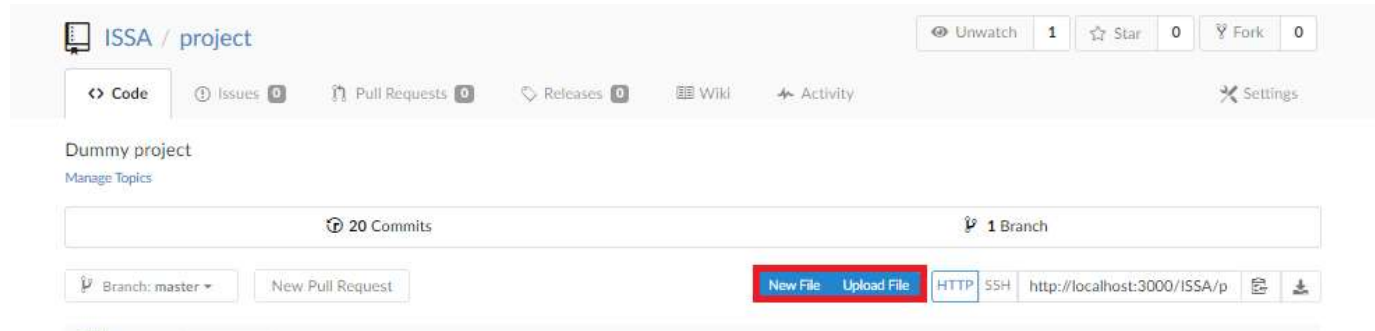 ISSA / project
Unwatch 1 Star 0 Fork 0
Code Issues 0 Pull Requests 0 Releases 0 Wiki Activity Settings
Dummy project
Manage Topics
20 Commits 1 Branch
Branch: master New Pull Request New File Upload File HTTP SSH http://localhost:3000/ISSA/p